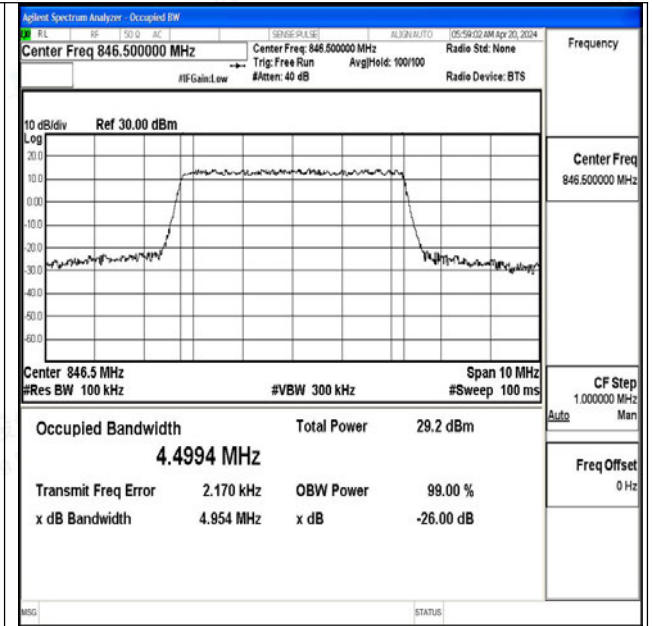 Agilent Spectrum Analyzer - Occupied BW
RL RF 50 Ω AC SENSE:PULSE ALIGN AUTO 05:59:02 AM Apr 20, 2024
Center Freq 846.500000 MHz
Center Freq: 846.500000 MHz
Radio Std: None
Trig: Free Run Avg|Hold: 100/100
#IFGain:Low #Atten: 40 dB Radio Device: BTS
Frequency
10 dB/div Ref 30.00 dBm
Log
20.0
10.0
0.00
-10.0
-20.0
-30.0
-40.0
-50.0
-60.0
Center 846.5 MHz Span 10 MHz
#Res BW 100 kHz #VBW 300 kHz #Sweep 100 ms
Occupied Bandwidth Total Power 29.2 dBm
4.4994 MHz
Transmit Freq Error 2.170 kHz OBW Power 99.00 %
x dB Bandwidth 4.954 MHz x dB -26.00 dB
Center Freq
846.500000 MHz
CF Step
1.000000 MHz
Auto Man
Freq Offset
0 Hz
MSG STATUS